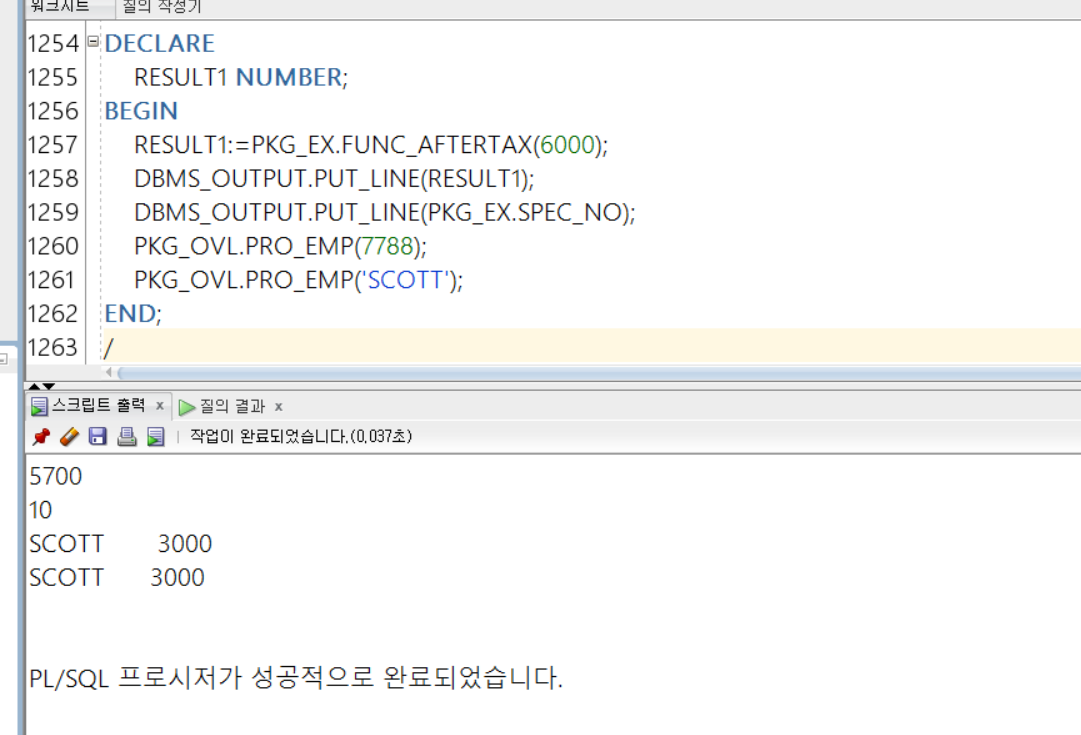 워크시트 질의 작성기
1254 DECLARE
1255 RESULT1 NUMBER;
1256 BEGIN
1257 RESULT1:=PKG_EX.FUNC_AFTERTAX(6000);
1258 DBMS_OUTPUT.PUT_LINE(RESULT1);
1259 DBMS_OUTPUT.PUT_LINE(PKG_EX.SPEC_NO);
1260 PKG_OVL.PRO_EMP(7788);
1261 PKG_OVL.PRO_EMP('SCOTT');
1262 END;
1263 /
스크립트 출력 x 질의 결과 x
작업이 완료되었습니다.(0,037초)
5700
10
SCOTT 3000
SCOTT 3000
PL/SQL 프로시저가 성공적으로 완료되었습니다.